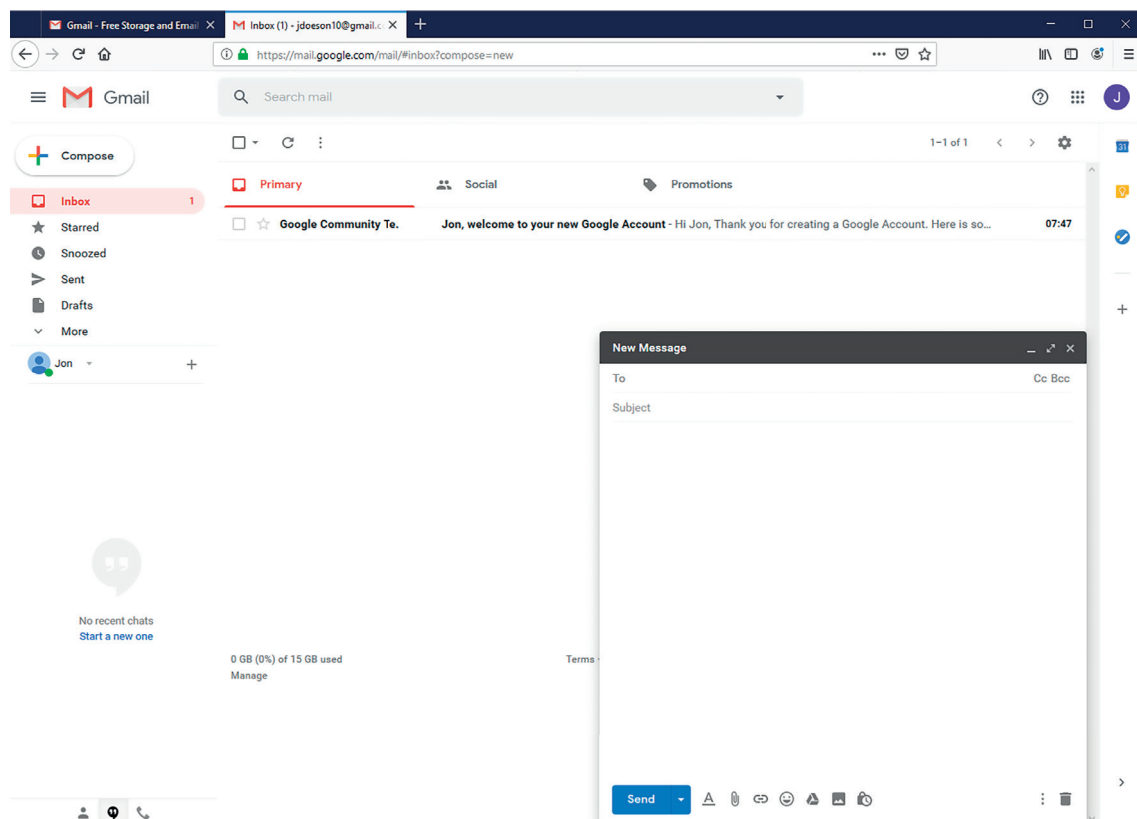 Gmail - Free Storage and Email
Inbox (1) - jdoeson10@gmail.c
https://mail.google.com/mail/#inbox?compose=new
Gmail
Search mail
J
Compose
1–1 of 1
31
Primary
Social
Promotions
Inbox 1
Starred
Snoozed
Sent
Drafts
More
Google Community Te. Jon, welcome to your new Google Account - Hi Jon, Thank you for creating a Google Account. Here is so... 07:47
Jon
No recent chats
Start a new one
0 GB (0%) of 15 GB used
Manage
Terms
New Message
To Cc Bcc
Subject
Send